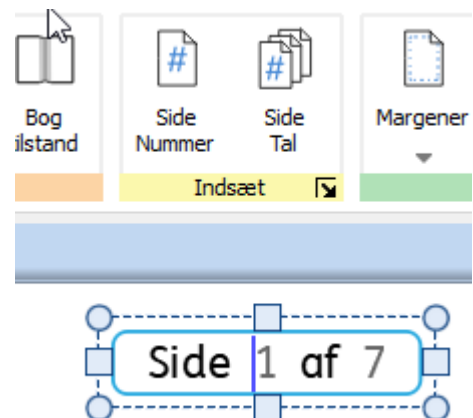 #
#
Bog
ilstand
Side
Nummer
Side
Tal
Margener
Indsæt
Side 1 af 7